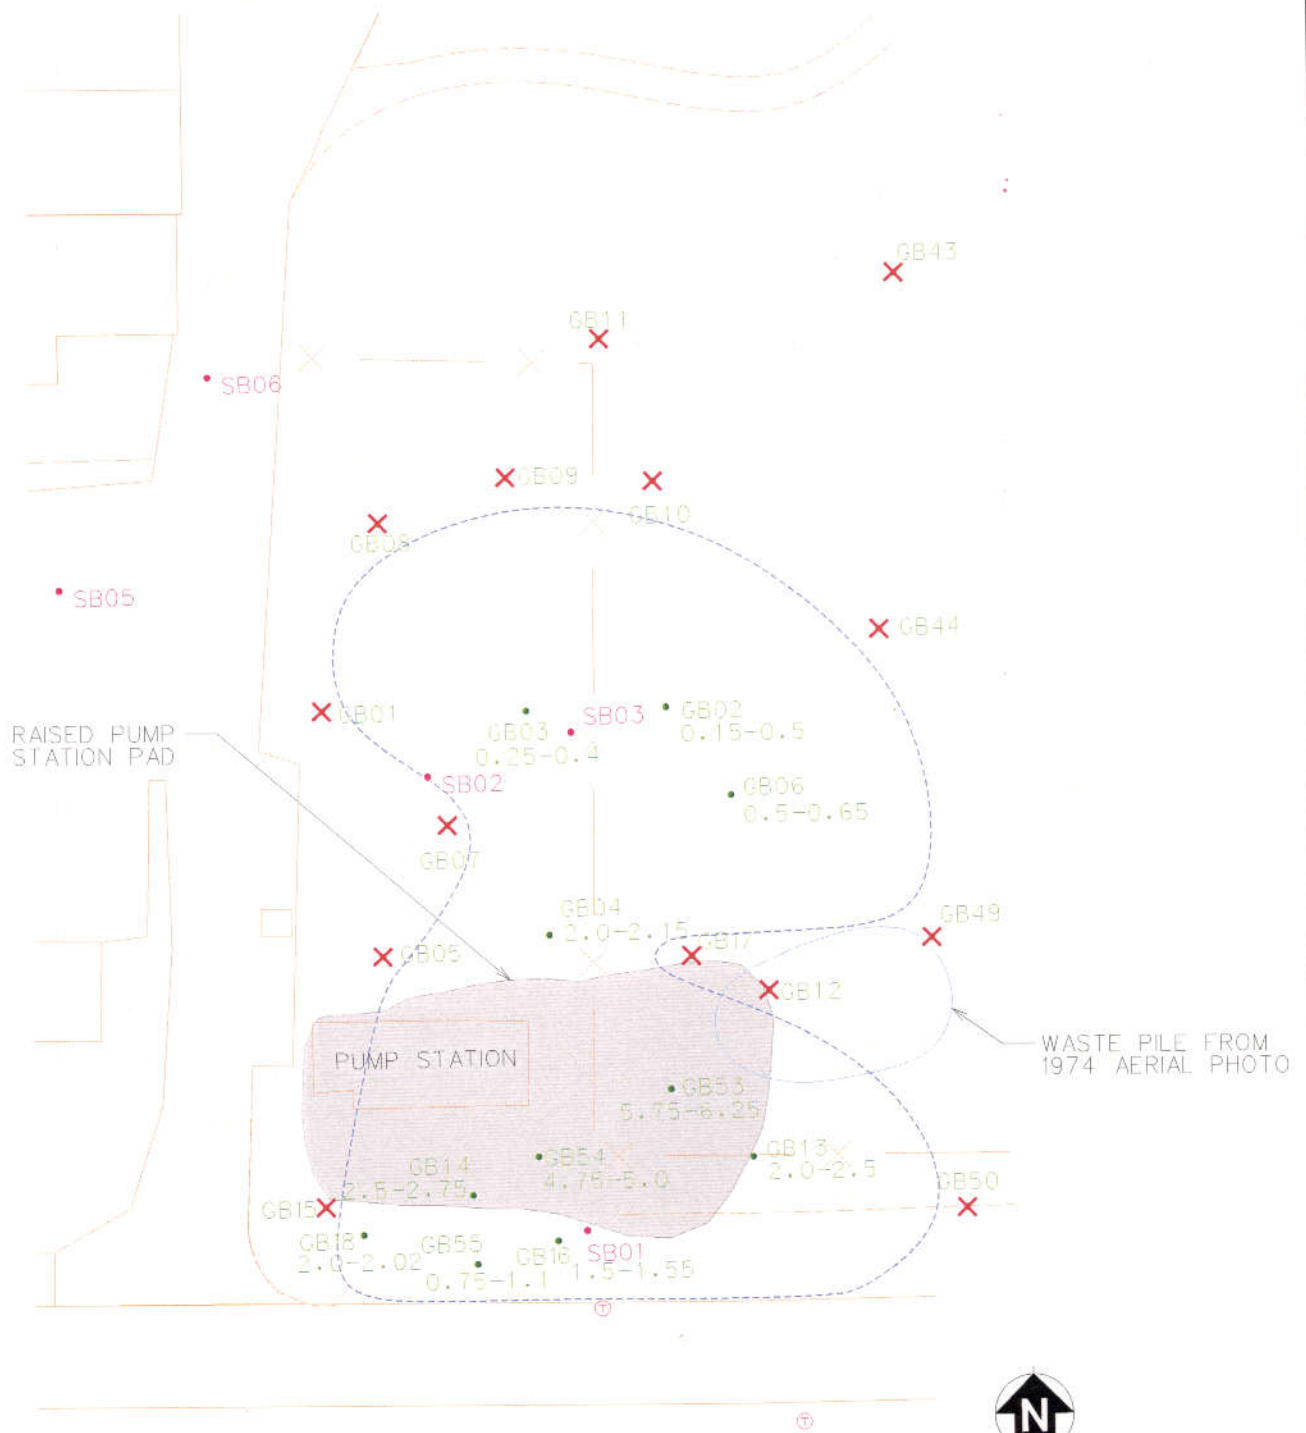 GB43
GB11
SB06
GB09
GB10
GB08
SB05
GB44
GB01
SB03
GB02
0.15-0.5
GB03
0.25-0.4
RAISED PUMP
STATION PAD
SB02
GB06
0.5-0.65
GB07
GB04
2.0-2.15
GB49
GB17
GB05
GB12
WASTE PILE FROM
1974 AERIAL PHOTO
PUMP STATION
GB53
5.75-6.25
GB54
4.75-5.0
GB13
2.0-2.5
GB14
2.5-2.75
GB50
GB15
GB18
2.0-2.02
GB55
0.75-1.1
GB16
1.5-1.55
SB01
T
T
N